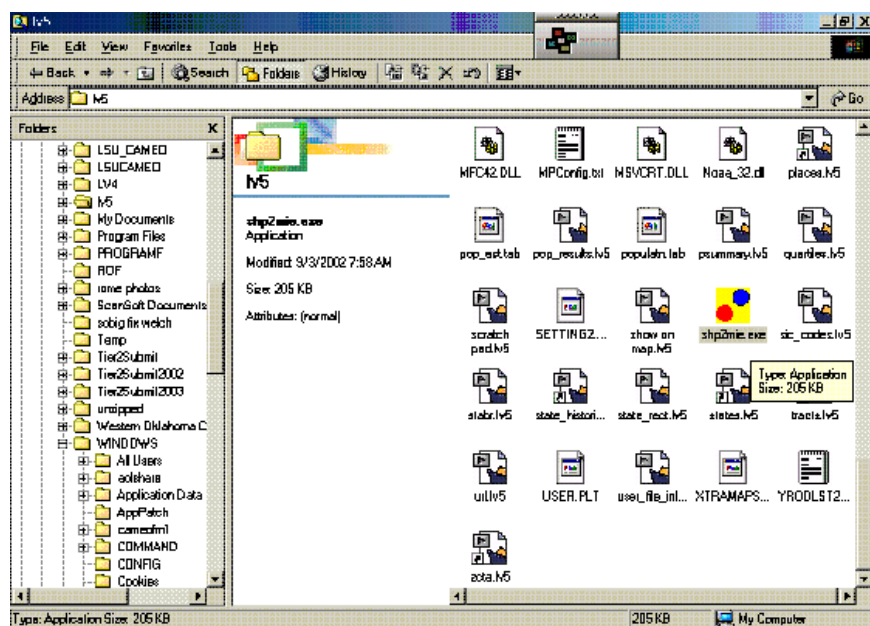 lv5
File Edit View Favorites Tools Help
Back Search Folders History
Address lv5 Go
Folders X
LSU_CAMEO
LSUCAMEO
LV4
lv5
My Documents
Program Files
PROGRAMF
ROF
rome photos
ScanSoft Documents
sobig fix welch
Temp
Tier2Submit
Tier2Submit2002
Tier2Submit2003
unzipped
Western Oklahoma C
WINDOWS
All Users
aolshare
Application Data
AppPatch
cameofm1
COMMAND
CONFIG
Cookies
lv5
shp2mie.exe
Application
Modified: 9/3/2002 7:58 AM
Size: 205 KB
Attributes: (normal)
MFC42.DLL MPConfig.txt MSVCRT.DLL Noaa_32.dll places.lv5
pop_est.tab pop_results.lv5 populatn.tab psummary.lv5 quartiles.lv5
scratch pad.lv5 SETTING2... show on map.lv5 shp2mie.exe sic_codes.lv5
Type: Application
Size: 205 KB
stabr.lv5 state_histori... state_rect.lv5 states.lv5 tracts.lv5
util.lv5 USER.PLT user_file_inl... XTRAMAPS... YRODLST2...
zcta.lv5
Type: Application Size: 205 KB 205 KB My Computer